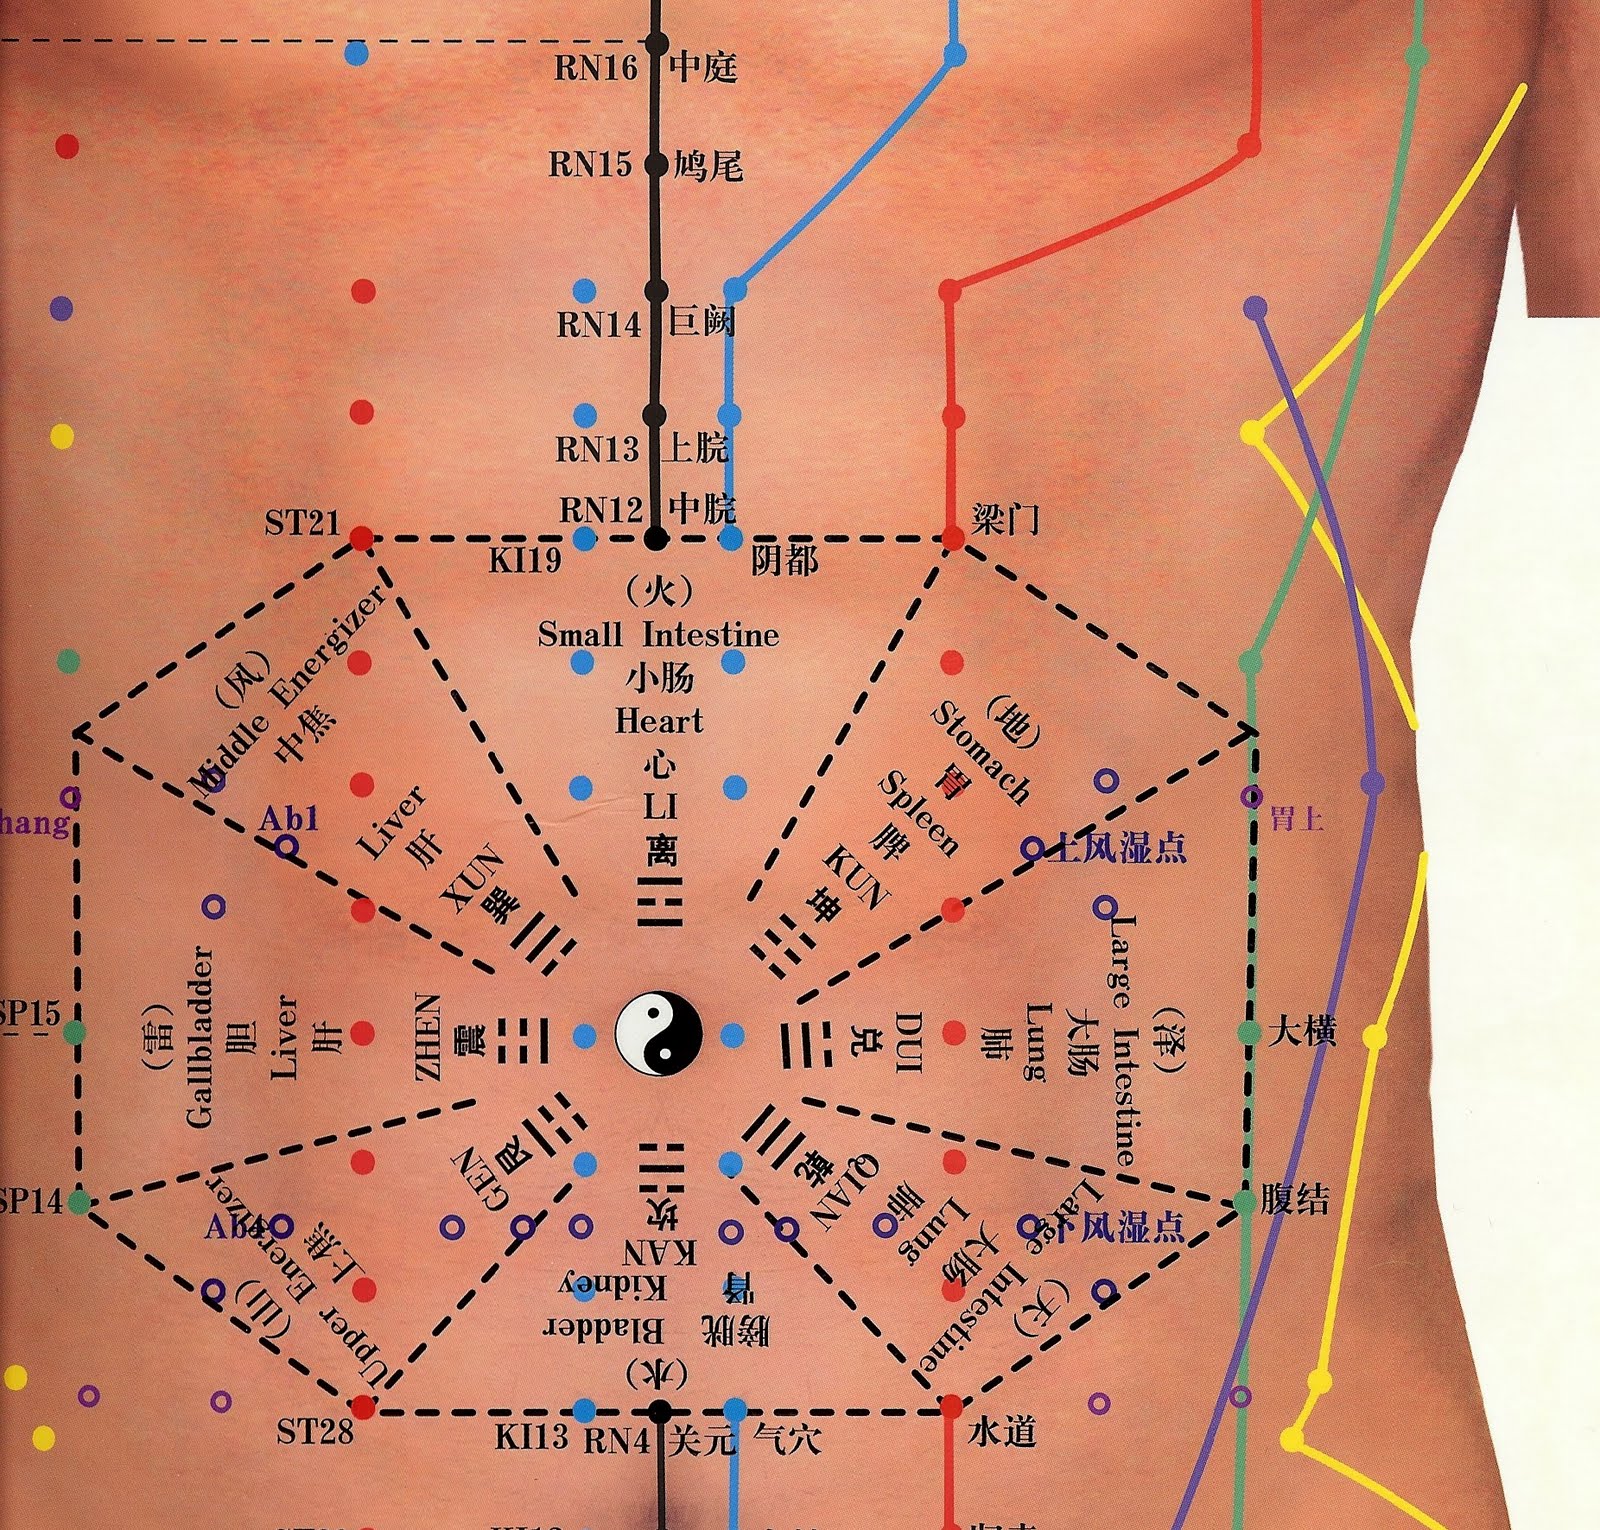 RN16 中庭
RN15 鸠尾
RN14 巨阙
RN13 上脘
RN12 中脘
ST21
梁门
KI19
阴都
(火)
Small Intestine
小肠
Heart
心
LI
离
(风)
Middle Energizer
中焦
Liver
肝
XUN
巽
(地)
Stomach
胃
Spleen
脾
KUN
坤
hang
胃上
Ab1
上风湿点
(雷)
Gallbladder
胆
Liver
肝
ZHEN
震
兑
DUI
肺
Lung
大肠
Large Intestine
(泽)
SP15
大横
SP14
腹结
GEN
艮
上焦
Upper Energizer
(山)
坎
KAN
肾 Kidney
膀胱 Bladder
(水)
乾
QIAN
肺
Lung
大肠
Large Intestine
(天)
下风湿点
ST28
KI13 RN4 关元 气穴
水道